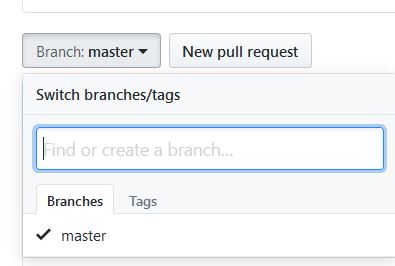 Branch: master New pull request
Switch branches/tags
Find or create a branch...
Branches Tags
master